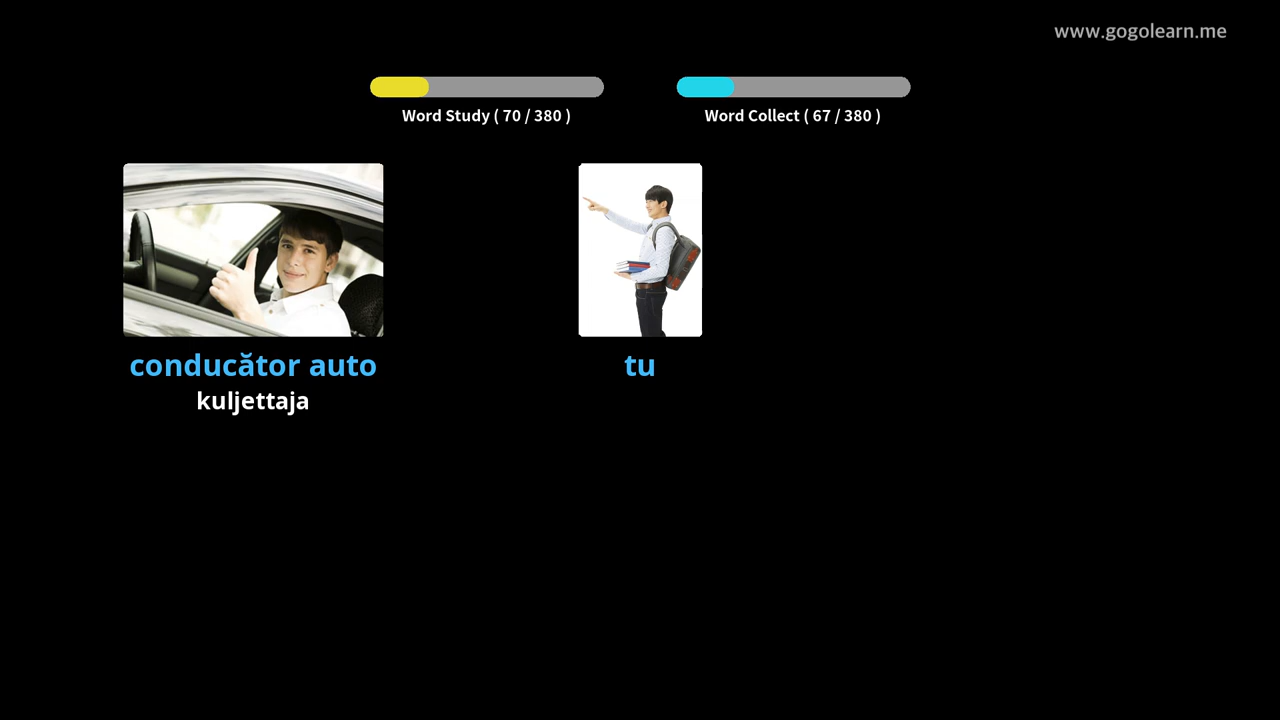 www.gogolearn.me
Word Study ( 70 / 380 )
Word Collect ( 67 / 380 )
conducător auto
kuljettaja
tu